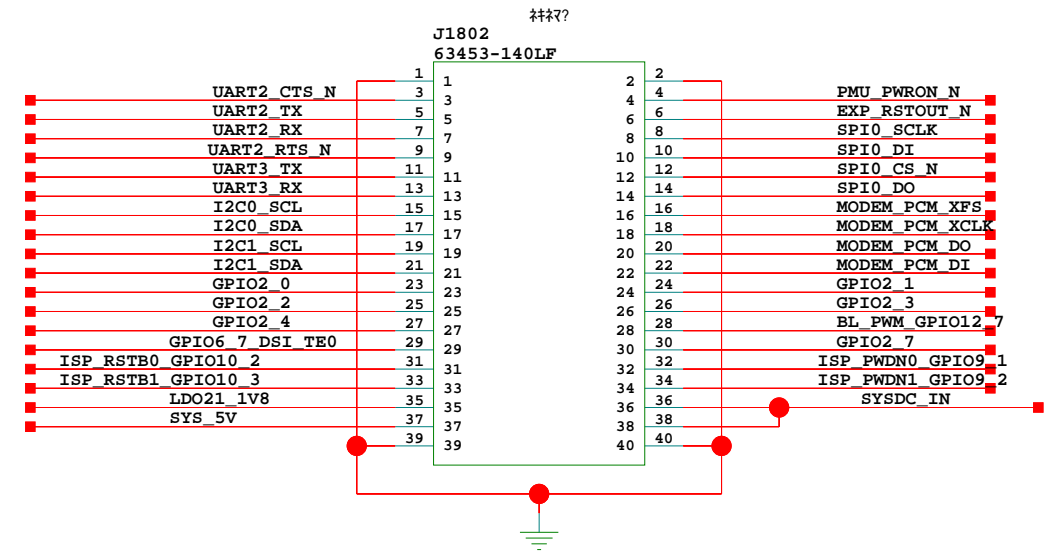 ﾈｷﾈﾏ?
J1802
63453-140LF
1 1 2 2
UART2_CTS_N 3 3 4 4 PMU_PWRON_N
UART2_TX 5 5 6 6 EXP_RSTOUT_N
UART2_RX 7 7 8 8 SPI0_SCLK
UART2_RTS_N 9 9 10 10 SPI0_DI
UART3_TX 11 11 12 12 SPI0_CS_N
UART3_RX 13 13 14 14 SPI0_DO
I2C0_SCL 15 15 16 16 MODEM_PCM_XFS
I2C0_SDA 17 17 18 18 MODEM_PCM_XCLK
I2C1_SCL 19 19 20 20 MODEM_PCM_DO
I2C1_SDA 21 21 22 22 MODEM_PCM_DI
GPIO2_0 23 23 24 24 GPIO2_1
GPIO2_2 25 25 26 26 GPIO2_3
GPIO2_4 27 27 28 28 BL_PWM_GPIO12_7
GPIO6_7_DSI_TE0 29 29 30 30 GPIO2_7
ISP_RSTB0_GPIO10_2 31 31 32 32 ISP_PWDN0_GPIO9_1
ISP_RSTB1_GPIO10_3 33 33 34 34 ISP_PWDN1_GPIO9_2
LDO21_1V8 35 35 36 36 SYSDC_IN
SYS_5V 37 37 38 38
39 39 40 40